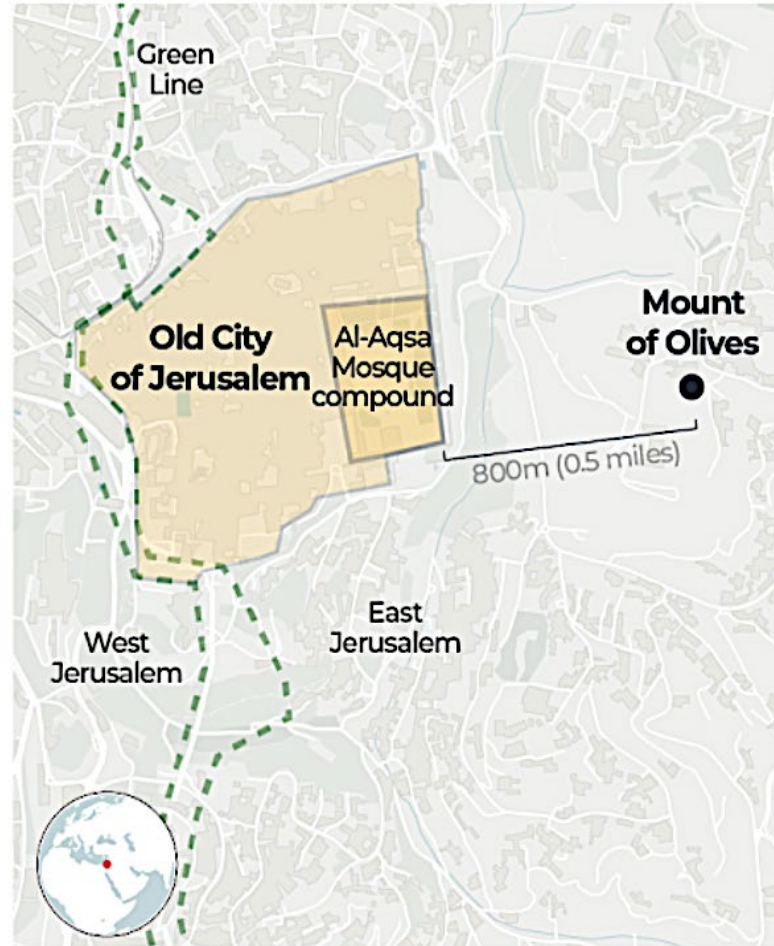 Green
Line
Old City
of Jerusalem
Al-Aqsa
Mosque
compound
Mount
of Olives
800m (0.5 miles)
West
Jerusalem
East
Jerusalem